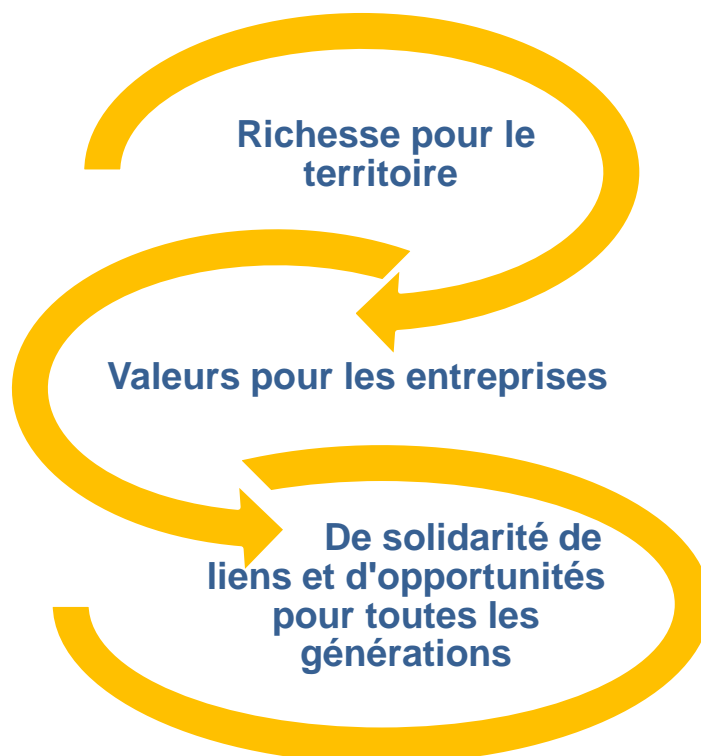 Richesse pour le
territoire
Valeurs pour les entreprises
De solidarité de
liens et d'opportunités
pour toutes les
générations